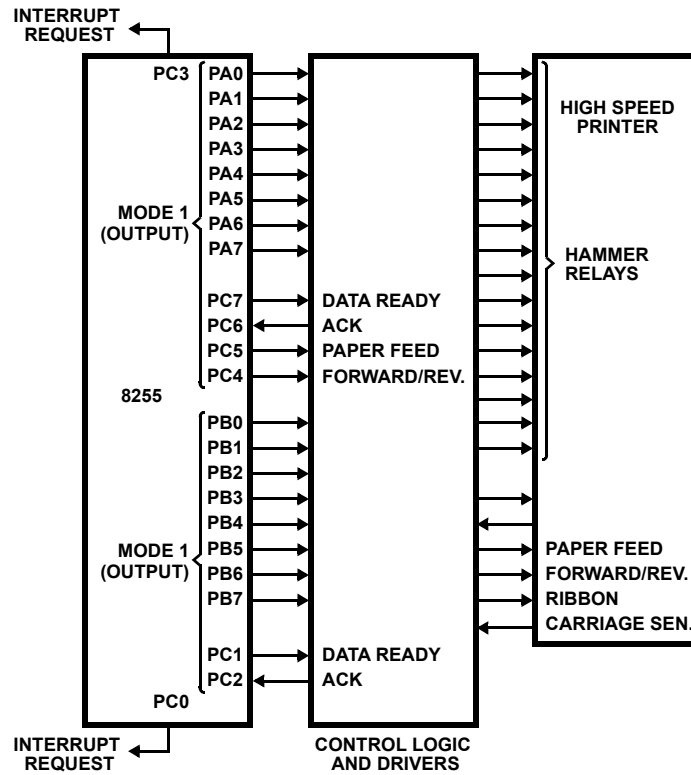 INTERRUPT
REQUEST
PC3
PA0
PA1
PA2
PA3
PA4
PA5
PA6
PA7
MODE 1
(OUTPUT)
PC7
PC6
PC5
PC4
8255
PB0
PB1
PB2
PB3
PB4
PB5
PB6
PB7
MODE 1
(OUTPUT)
PC1
PC2
PC0
INTERRUPT
REQUEST
DATA READY
ACK
PAPER FEED
FORWARD/REV.
DATA READY
ACK
CONTROL LOGIC
AND DRIVERS
HIGH SPEED
PRINTER
HAMMER
RELAYS
PAPER FEED
FORWARD/REV.
RIBBON
CARRIAGE SEN.